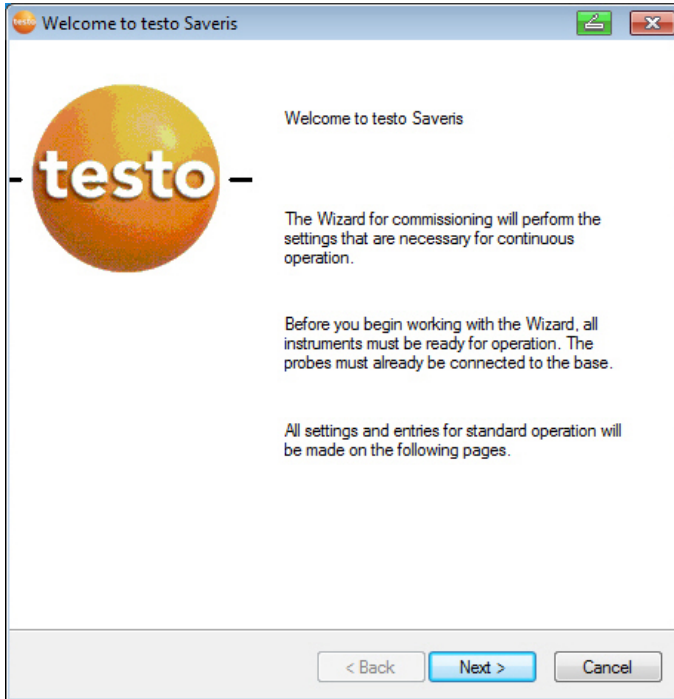 Welcome to testo Saveris
testo
Welcome to testo Saveris
The Wizard for commissioning will perform the
settings that are necessary for continuous
operation.
Before you begin working with the Wizard, all
instruments must be ready for operation. The
probes must already be connected to the base.
All settings and entries for standard operation will
be made on the following pages.
< Back
Next >
Cancel